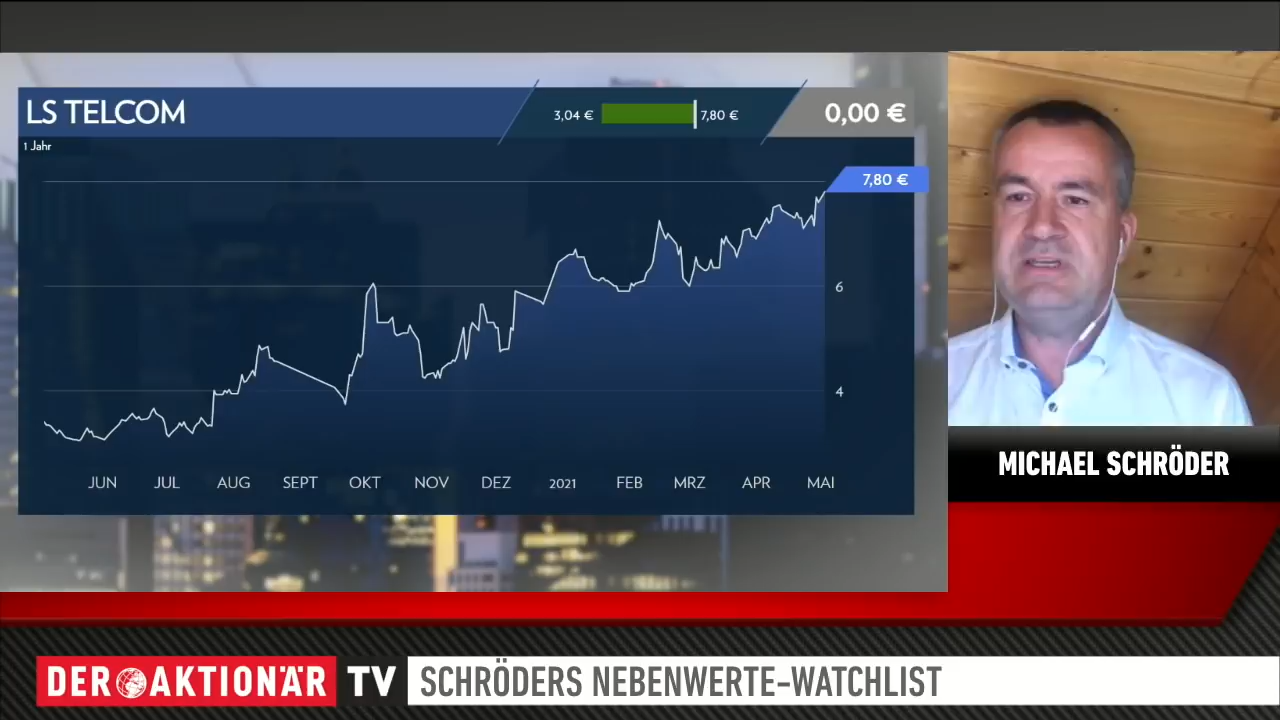 LS TELCOM
3,04 €
7,80 €
0,00 €
1 Jahr
7,80 €
6
4
JUN JUL AUG SEPT OKT NOV DEZ 2021 FEB MRZ APR MAI
MICHAEL SCHRÖDER
DER AKTIONÄR TV
SCHRÖDERS NEBENWERTE-WATCHLIST